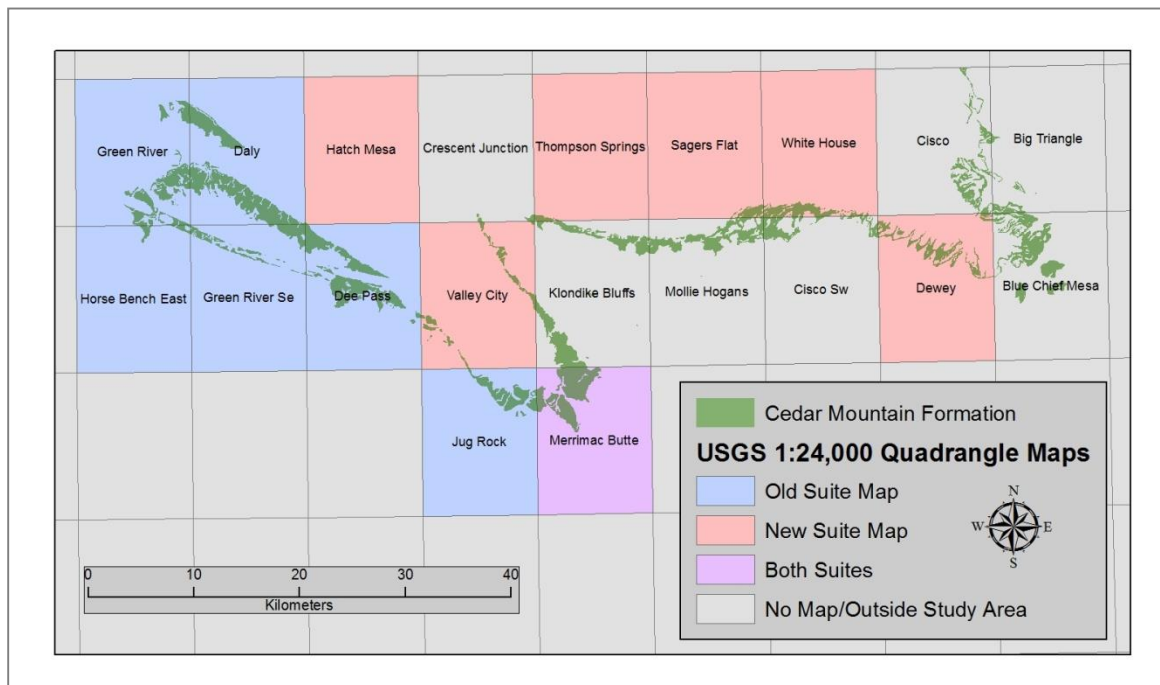 Green River
Daly
Hatch Mesa
Crescent Junction
Thompson Springs
Sagers Flat
White House
Cisco
Big Triangle
Horse Bench East
Green River Se
Dee Pass
Valley City
Klondike Bluffs
Mollie Hogans
Cisco Sw
Dewey
Blue Chief Mesa
Jug Rock
Merrimac Butte
Cedar Mountain Formation
USGS 1:24,000 Quadrangle Maps
Old Suite Map
New Suite Map
Both Suites
No Map/Outside Study Area
N
W
E
S
0 10 20 30 40
Kilometers